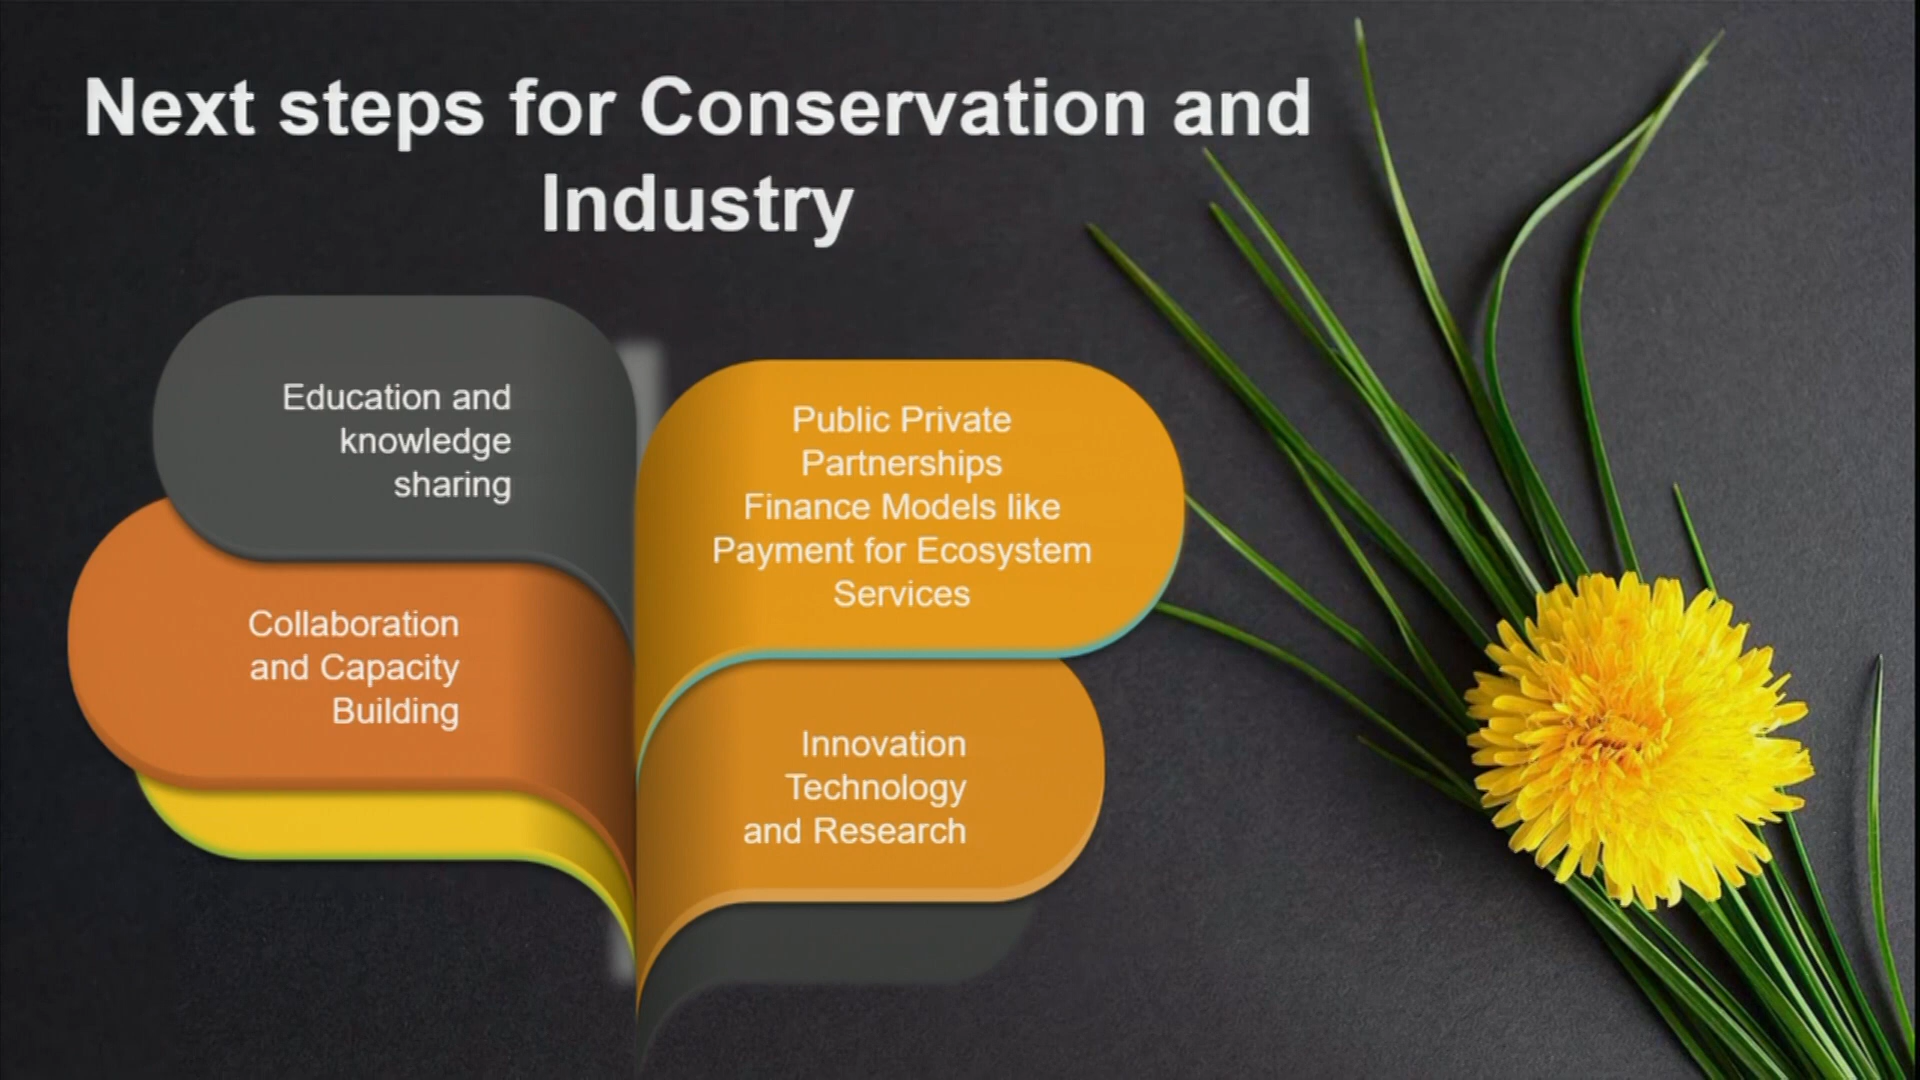 Next steps for Conservation and
Industry
Education and
knowledge
sharing
Public Private
Partnerships
Finance Models like
Payment for Ecosystem
Services
Collaboration
and Capacity
Building
Innovation
Technology
and Research